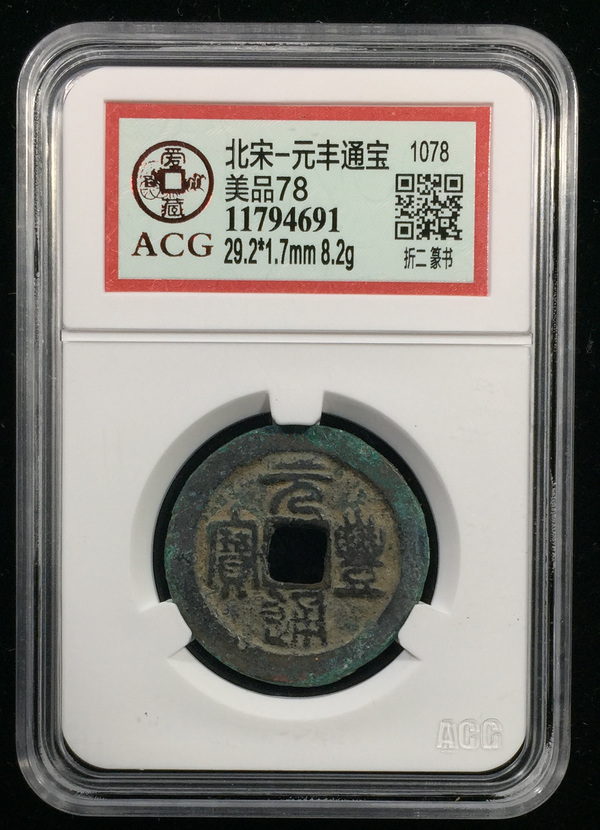 爱藏
北宋-元丰通宝 1078
美品78
11794691
ACG 29.2*1.7mm 8.2g 折二 篆书
元豐通寶
ACG